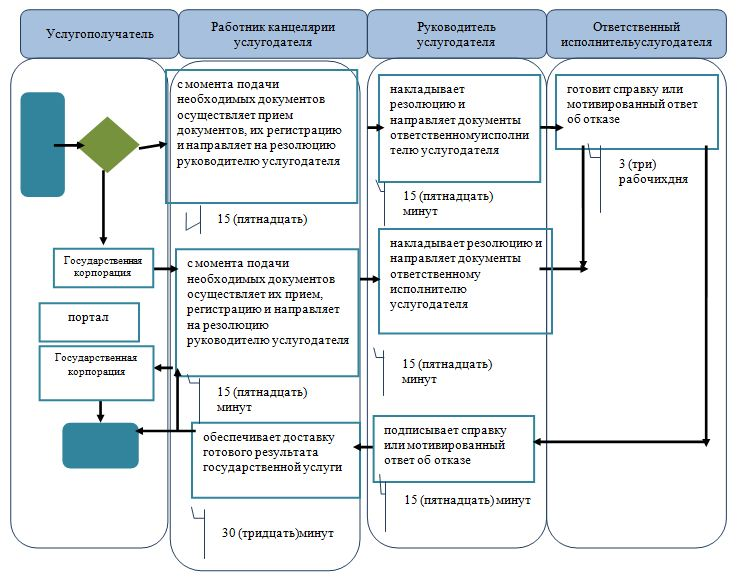 Услугополучатель
Работник канцелярии
услугодателя
Руководитель
услугодателя
Ответственный
исполнительуслугодателя
с момента подачи
необходимых документов
осуществляет прием
документов, их регистрацию
и направляет на резолюцию
руководителю услугодателя
15 (пятнадцать)
накладывает
резолюцию и
направляет документы
ответственномуисполни
телю услугодателя
15 (пятнадцать)
минут
готовит справку или
мотивированный ответ
об отказе
3 (три)
рабочихдня
Государственная
корпорация
с момента подачи
необходимых документов
осуществляет их прием,
регистрацию и направляет
на резолюцию
руководителю услугодателя
15 (пятнадцать)
минут
накладывает резолюцию и
направляет документы
ответственному
исполнителю
услугодателя
15 (пятнадцать)
минут
портал
Государственная
корпорация
обеспечивает доставку
готового результата
государственной услуги
30 (тридцать)минут
подписывает справку
или мотивированный
ответ об отказе
15 (пятнадцать)минут